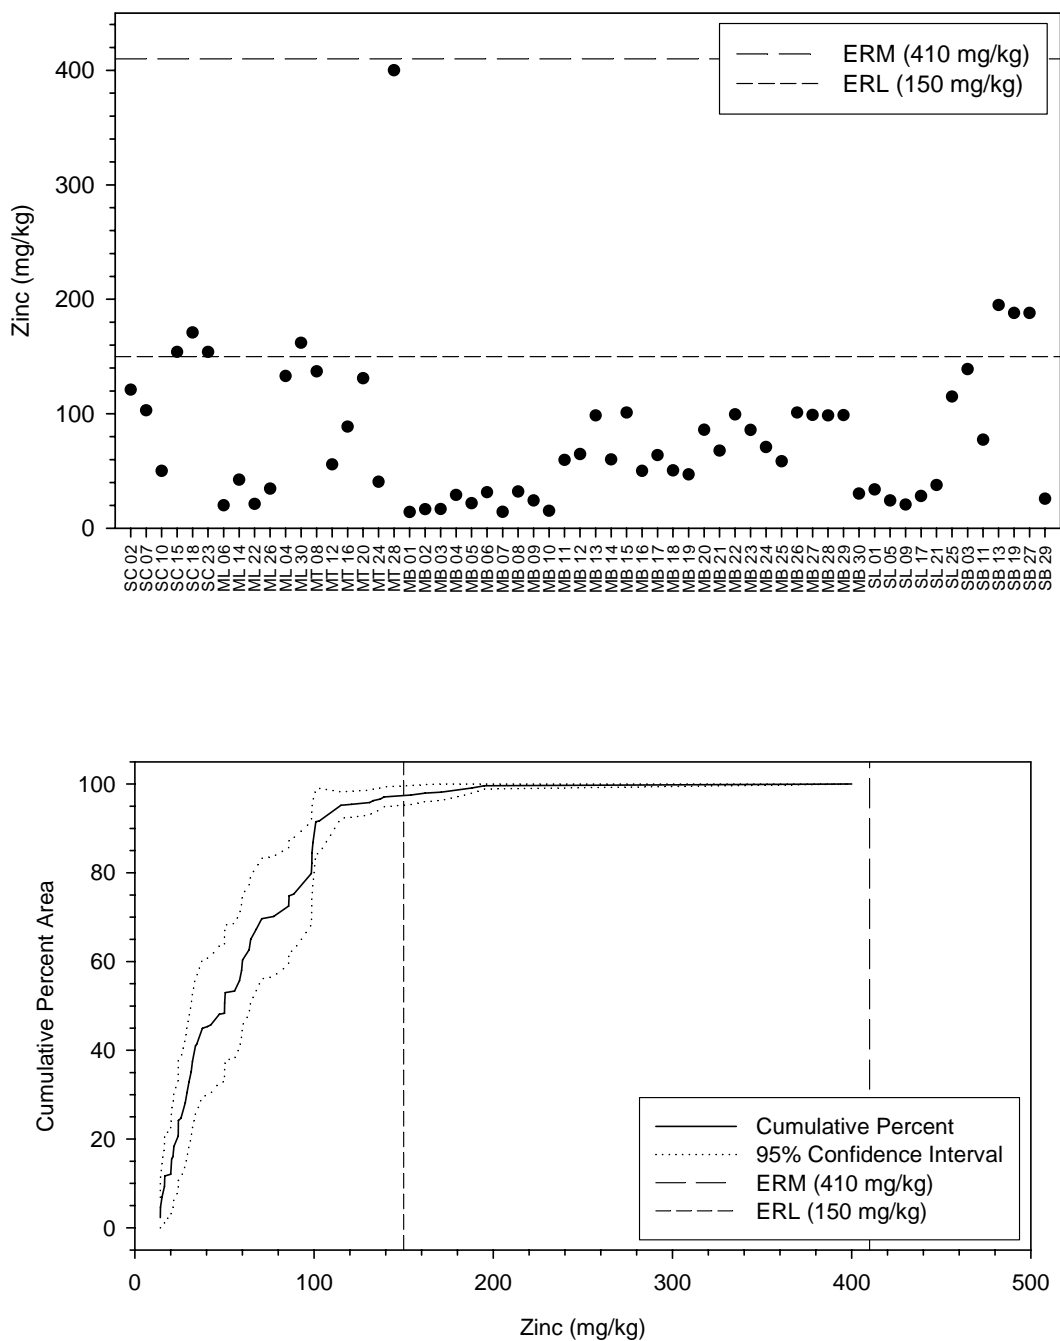 ERM (410 mg/kg)
ERL (150 mg/kg)
400
300
200
100
0
Zinc (mg/kg)
SC 02
SC 07
SC 10
SC 15
SC 18
SC 23
ML 06
ML 14
ML 22
ML 26
ML 04
ML 30
MT 08
MT 12
MT 16
MT 20
MT 24
MT 28
MB 01
MB 02
MB 03
MB 04
MB 05
MB 06
MB 07
MB 08
MB 09
MB 10
MB 11
MB 12
MB 13
MB 14
MB 15
MB 16
MB 17
MB 18
MB 19
MB 20
MB 21
MB 22
MB 23
MB 24
MB 25
MB 26
MB 27
MB 28
MB 29
MB 30
SL 01
SL 05
SL 09
SL 17
SL 21
SL 25
SB 03
SB 11
SB 13
SB 19
SB 27
SB 29
100
80
60
40
20
0
Cumulative Percent Area
Cumulative Percent
95% Confidence Interval
ERM (410 mg/kg)
ERL (150 mg/kg)
0 100 200 300 400 500
Zinc (mg/kg)